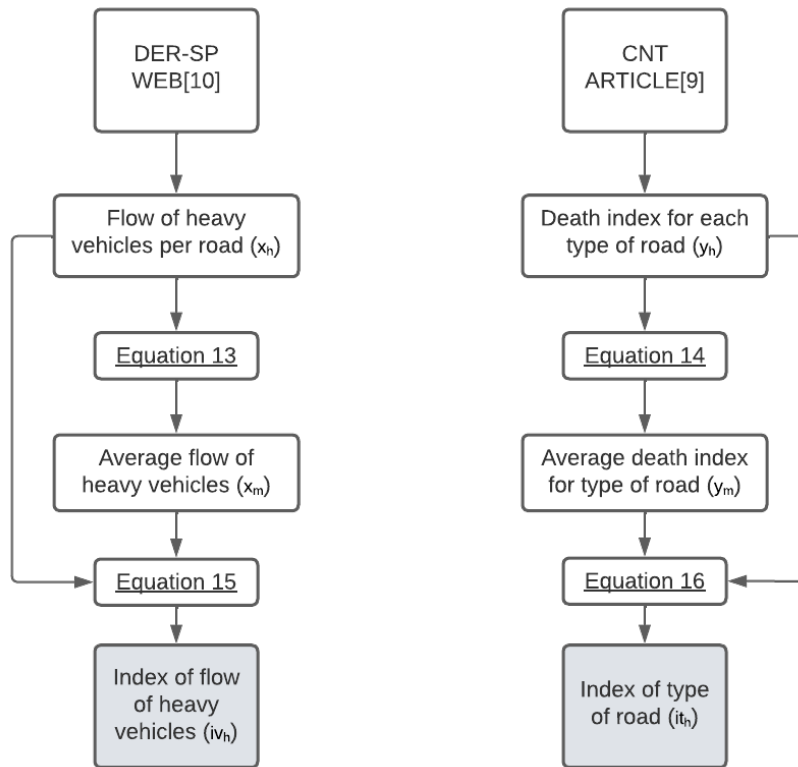 DER-SP
WEB[10]
Flow of heavy
vehicles per road (xₕ)
Equation 13
Average flow of
heavy vehicles (xₘ)
Equation 15
Index of flow
of heavy
vehicles (ivₕ)
CNT
ARTICLE[9]
Death index for each
type of road (yₕ)
Equation 14
Average death index
for type of road (yₘ)
Equation 16
Index of type
of road (itₕ)